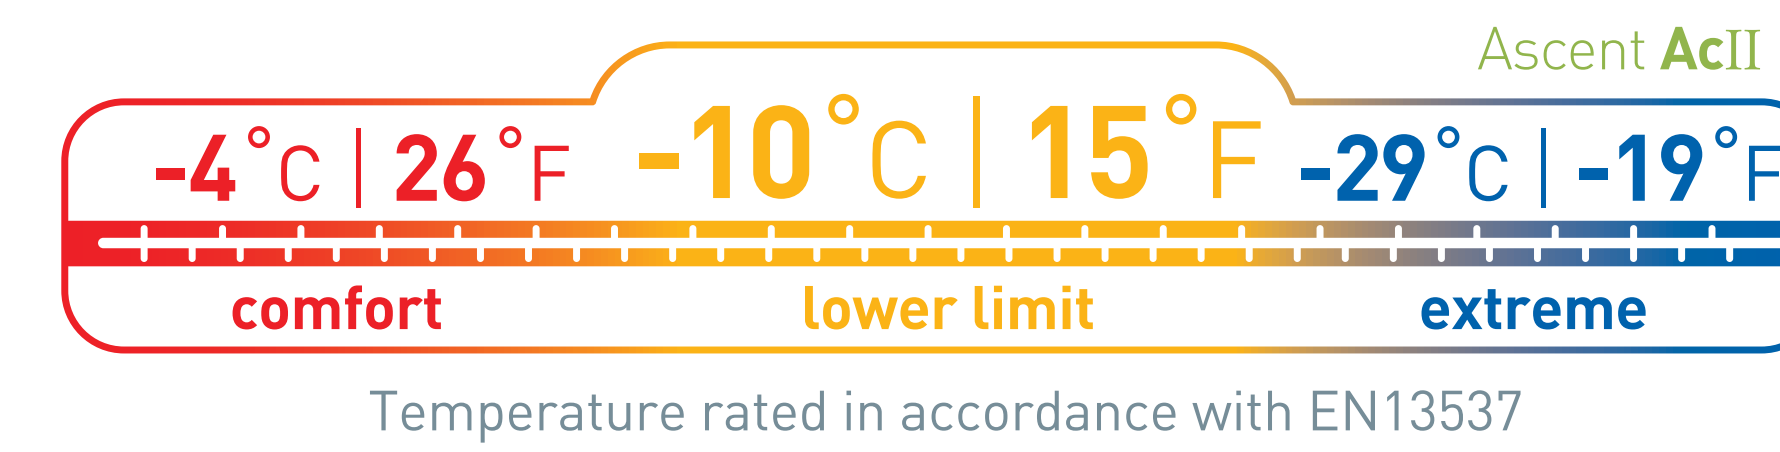 Ascent AcII
-4°C | 26°F -10°C | 15°F -29°C | -19°F
comfort lower limit extreme
Temperature rated in accordance with EN13537